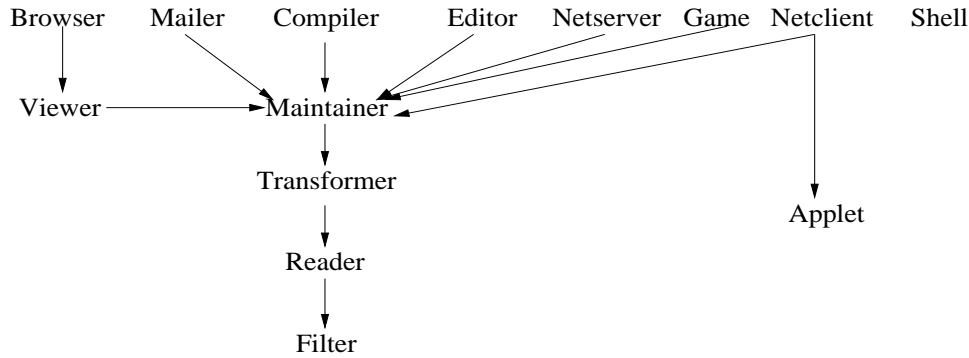 Browser Mailer Compiler Editor Netserver Game Netclient Shell
Viewer Maintainer
Transformer
Applet
Reader
Filter